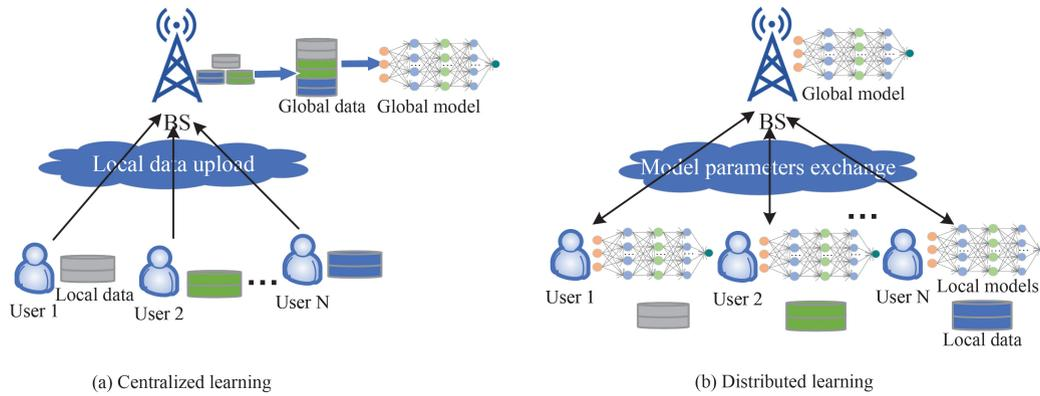 Global data
Global model
BS
Local data upload
User 1
Local data
User 2
...
User N
(a) Centralized learning
Global model
BS
Model parameters exchange
...
User 1
User 2
User N
Local models
Local data
(b) Distributed learning